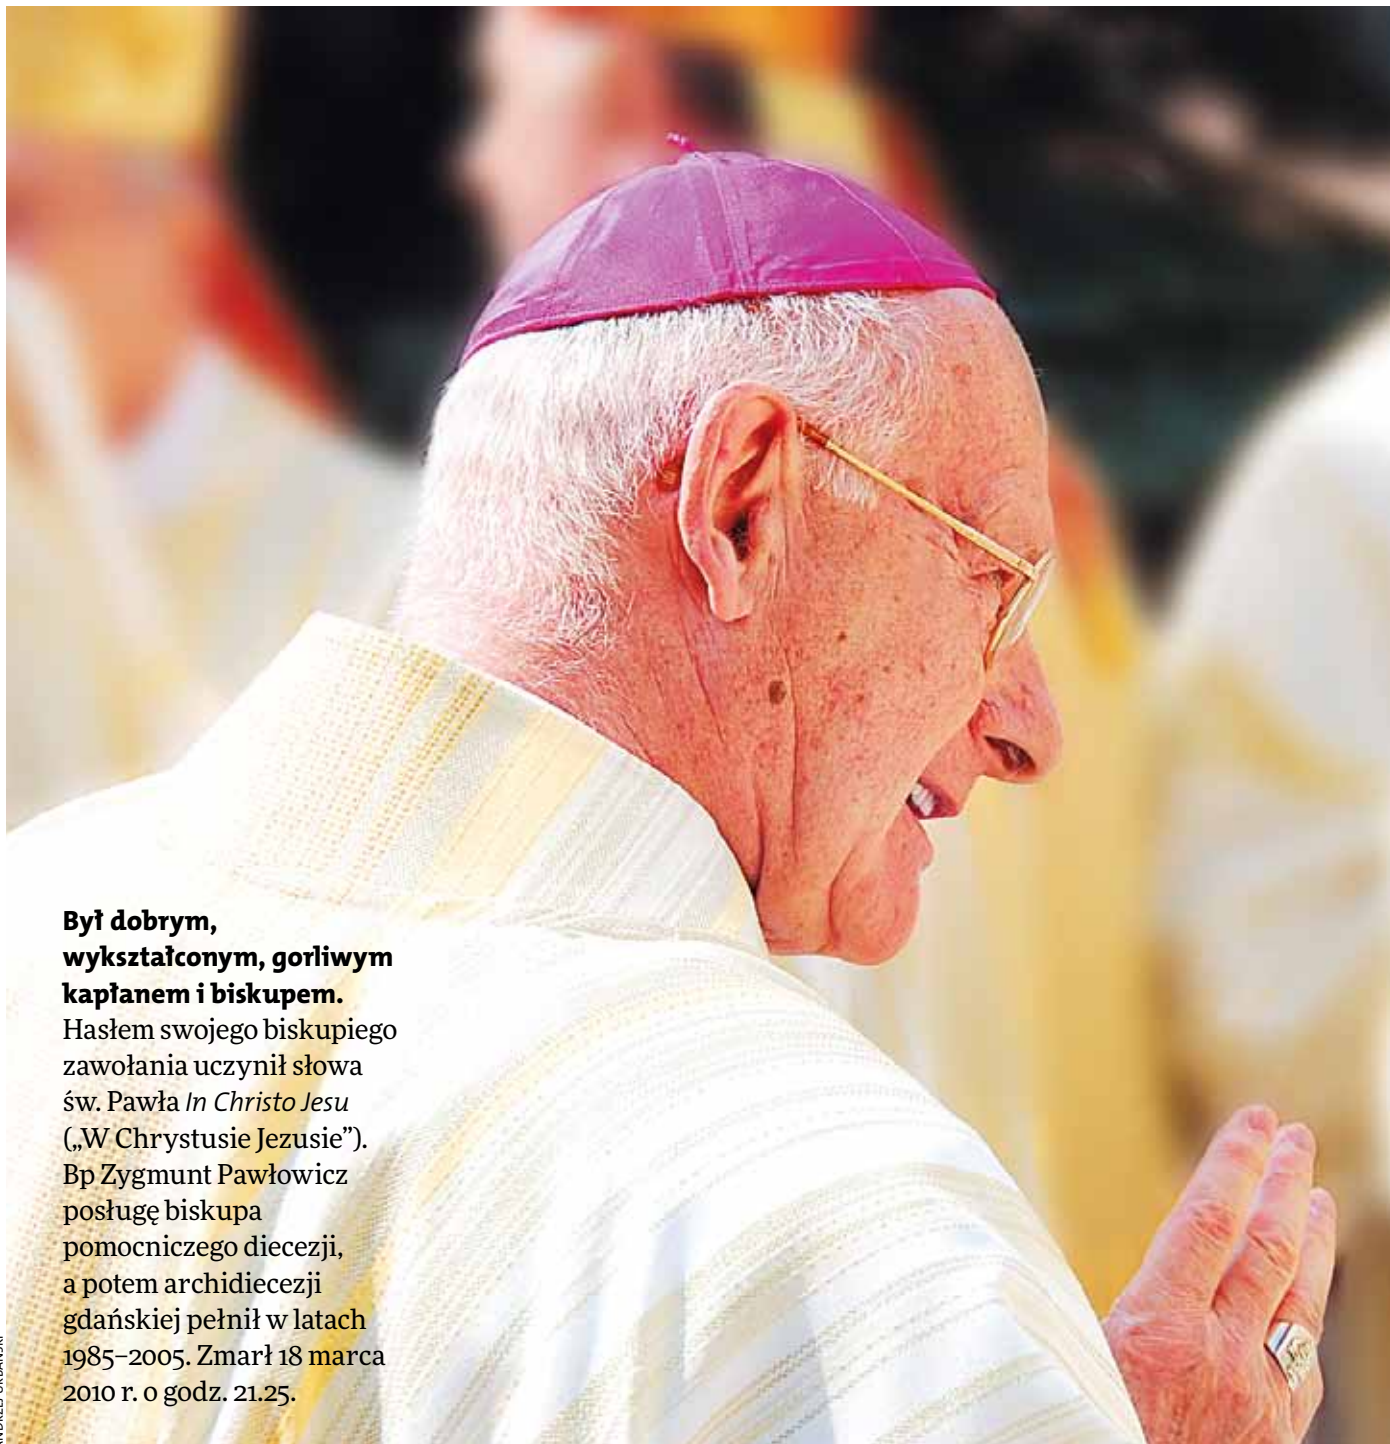 Był dobrym,
wykształconym, gorliwym
kapłanem i biskupem.
Hasłem swojego biskupiego
zawołania uczynił słowa
św. Pawła In Christo Jesu
(„W Chrystusie Jezusie”).
Bp Zygmunt Pawłowicz
posługę biskupa
pomocniczego diecezji,
a potem archidiecezji
gdańskiej pełnił w latach
1985–2005. Zmarł 18 marca
2010 r. o godz. 21.25.